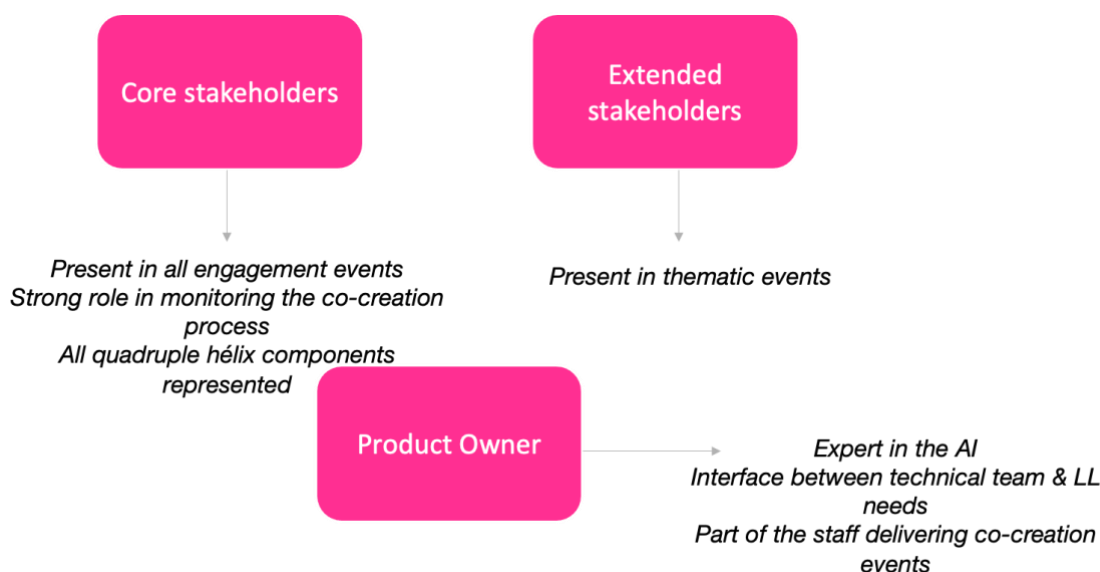 Core stakeholders
Extended
stakeholders
Present in all engagement events
Strong role in monitoring the co-creation
process
All quadruple hélix components
represented
Present in thematic events
Product Owner
Expert in the AI
Interface between technical team & LL
needs
Part of the staff delivering co-creation
events